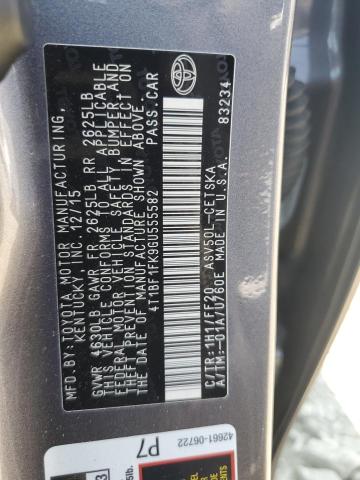 MFD.BY:TOYOTA MOTOR MANUFACTURING
KENTUCKY, INC. 12/15
GVWR 4630LB GAWR FR 2625LB RR 2625LB
THIS VEHICLE CONFORMS TO ALL APPLICABLE
FEDERAL MOTOR VEHICLE SAFETY, BUMPER AND
THEFT PREVENTION STANDARDS IN EFFECT ON
THE DATE OF MANUFACTURE SHOWN ABOVE.
4T1BF1FK9GU555582 PASS.CAR
C/TR:1H1/FF20 ASV50L-CETSKA
A/TM:-01A/U760E MADE IN U.S.A.
83234
42661-06722
P7